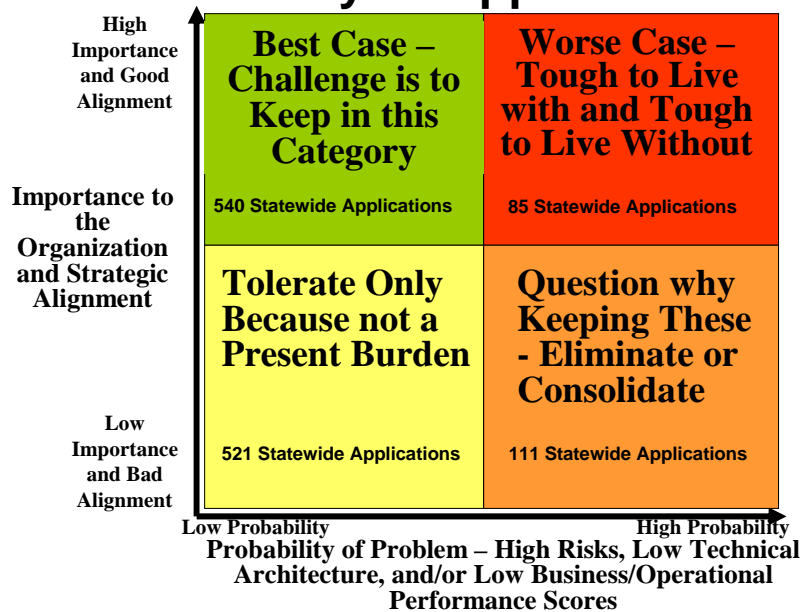 High
Importance
and Good
Alignment
Best Case –
Challenge is to
Keep in this
Category
540 Statewide Applications
Worse Case –
Tough to Live
with and Tough
to Live Without
85 Statewide Applications
Importance to
the
Organization
and Strategic
Alignment
Tolerate Only
Because not a
Present Burden
521 Statewide Applications
Question why
Keeping These
- Eliminate or
Consolidate
111 Statewide Applications
Low
Importance
and Bad
Alignment
Low Probability
High Probability
Probability of Problem – High Risks, Low Technical
Architecture, and/or Low Business/Operational
Performance Scores